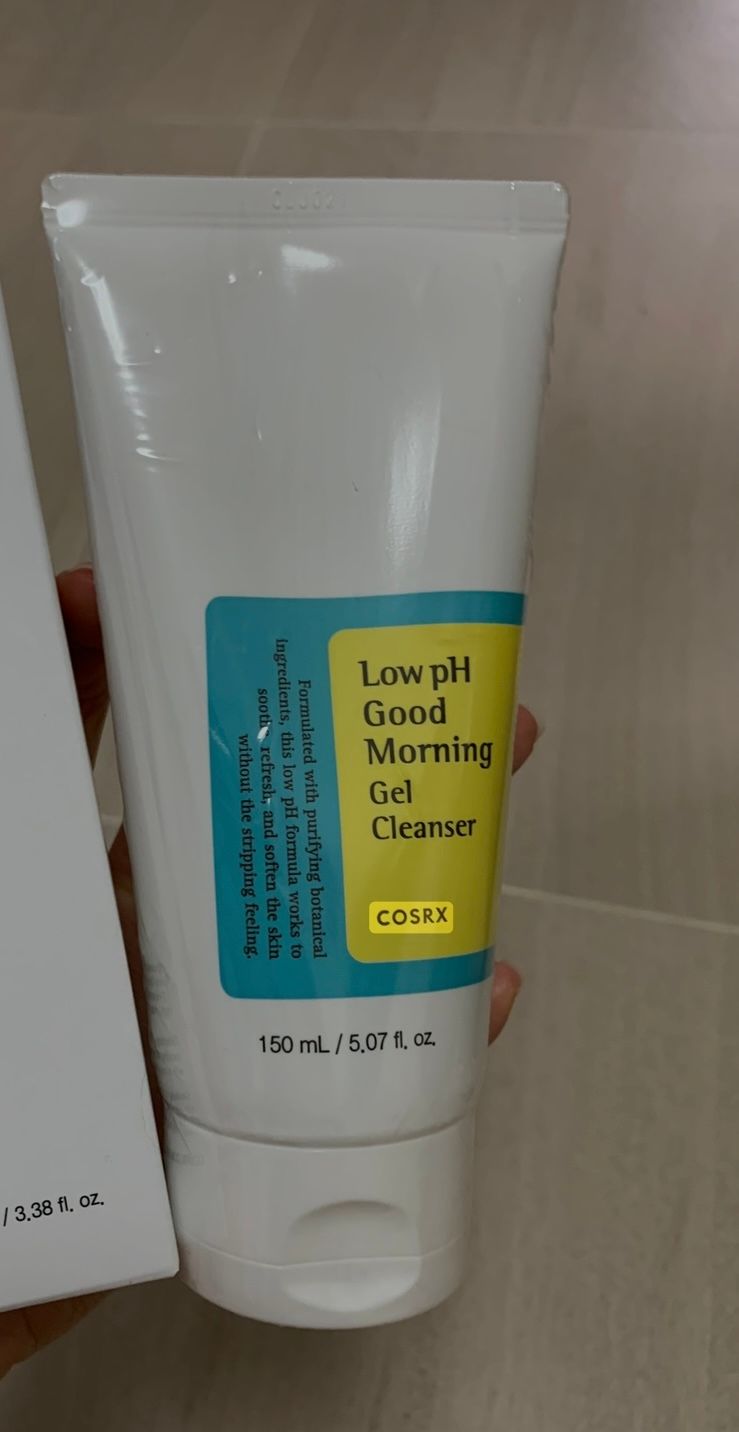 Low pH
Good
Morning
Gel
Cleanser
COSRX
Formulated with purifying botanical
ingredients, this low pH formula works to
soothe, refresh, and soften the skin
without the stripping feeling.
150 mL / 5.07 fl. oz.
/ 3.38 fl. oz.